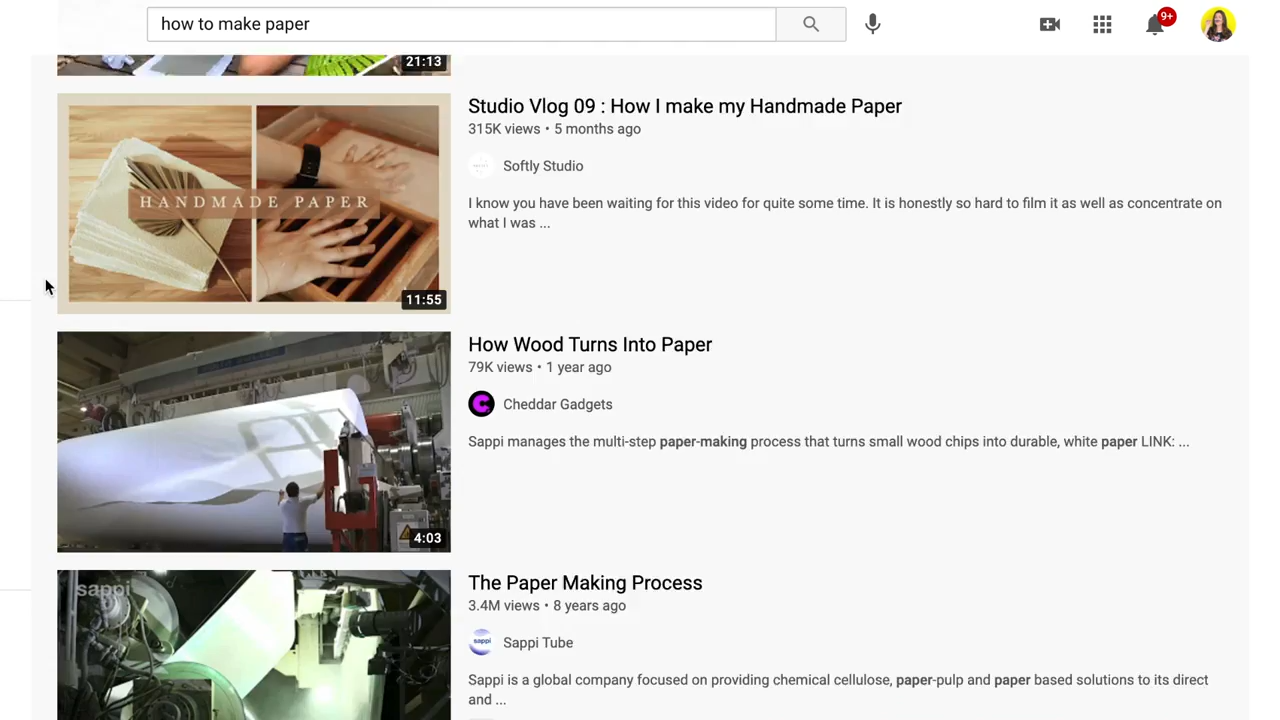 how to make paper
9+
21:13
HANDMADE PAPER
11:55
Studio Vlog 09 : How I make my Handmade Paper
315K views • 5 months ago
Softly Studio
I know you have been waiting for this video for quite some time. It is honestly so hard to film it as well as concentrate on
what I was ...
4:03
How Wood Turns Into Paper
79K views • 1 year ago
Cheddar Gadgets
Sappi manages the multi-step paper-making process that turns small wood chips into durable, white paper LINK: ...
sappi
The Paper Making Process
3.4M views • 8 years ago
sappi
Sappi Tube
Sappi is a global company focused on providing chemical cellulose, paper-pulp and paper based solutions to its direct
and ...